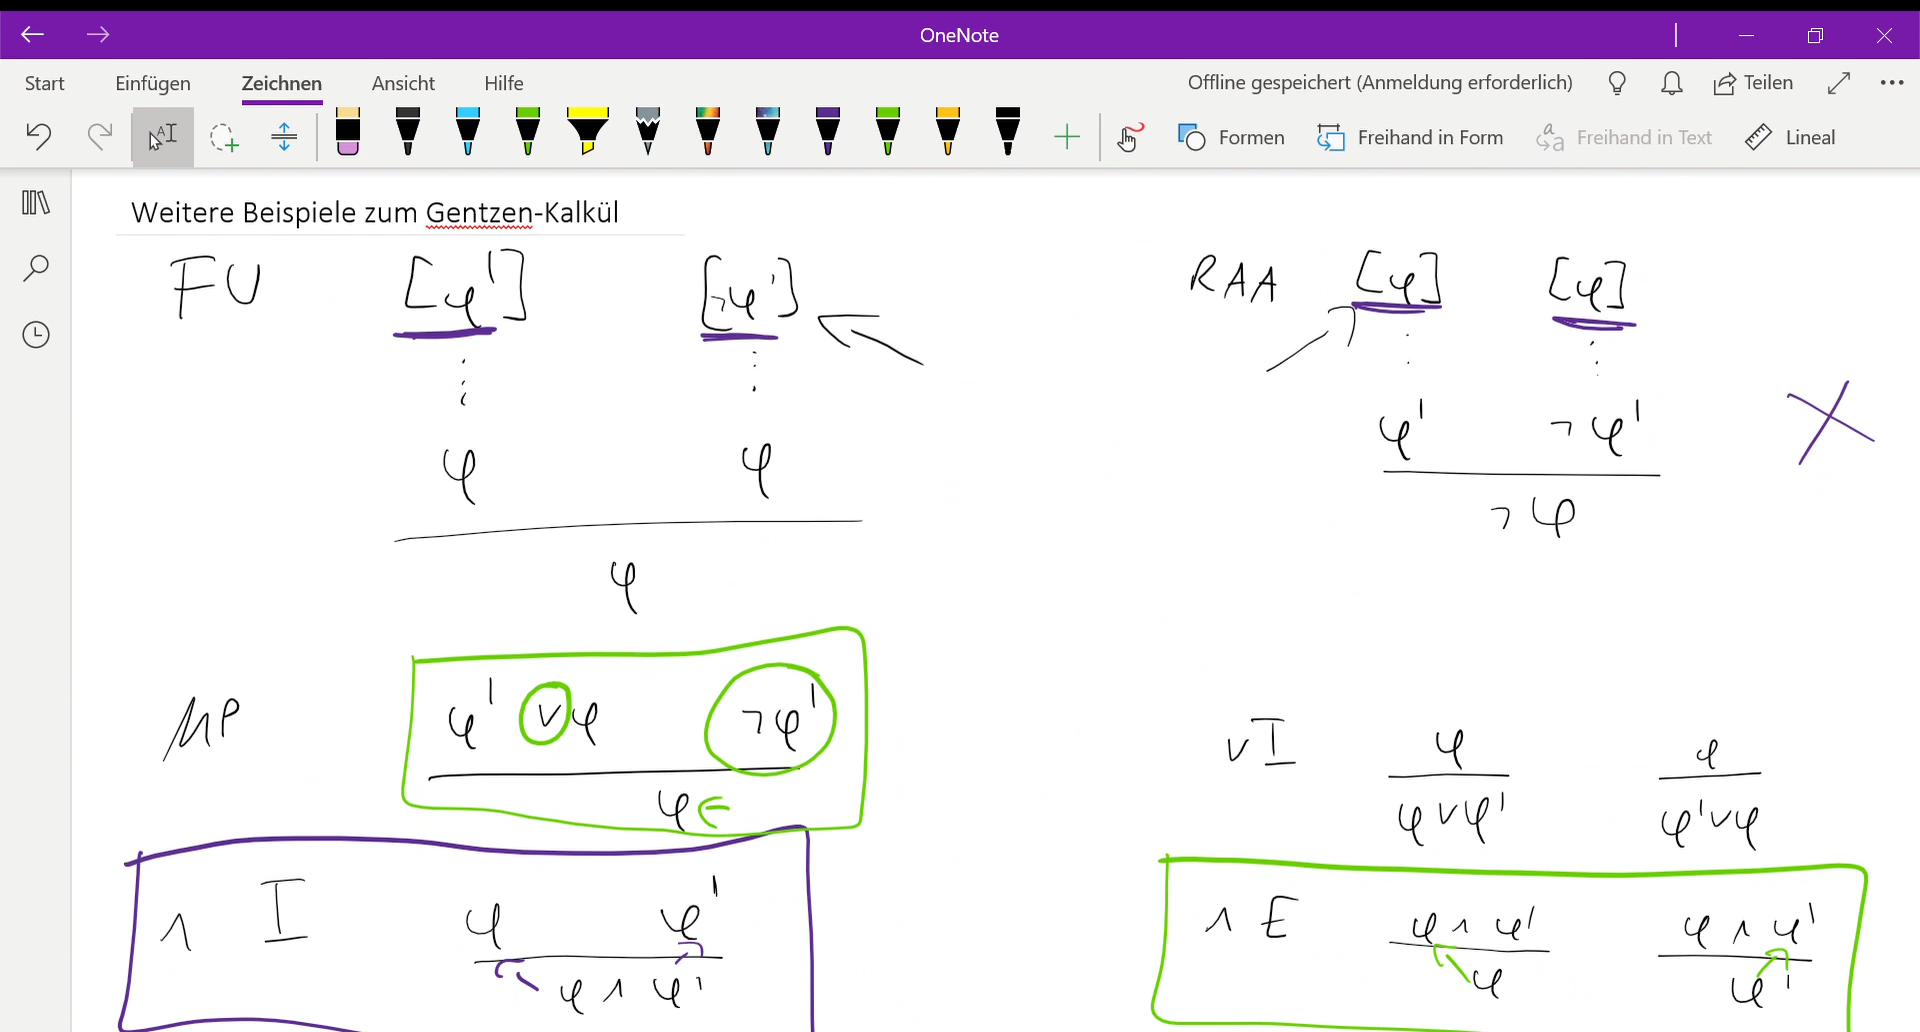 OneNote
Start Einfügen Zeichnen Ansicht Hilfe Offline gespeichert (Anmeldung erforderlich) Teilen
Formen Freihand in Form Freihand in Text Lineal
Weitere Beispiele zum Gentzen-Kalkül
FU [φ'] [¬φ'] RAA [φ] [φ]
⋮ ⋮ ⋮ ⋮
φ φ φ' ¬φ'
φ ¬φ
MP φ' ∨ φ ¬φ' ∨I φ φ
φ φ∨φ' φ'∨φ
∧ I φ φ' ∧ E φ ∧ φ' φ ∧ φ'
φ ∧ φ' φ φ'